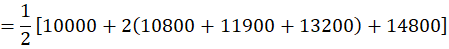 = 1/2 [10000 + 2(10800 + 11900 + 13200) + 14800]